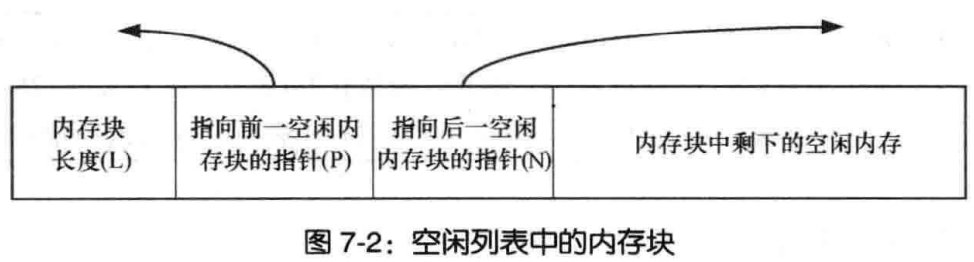 内存块
长度(L)
指向前一空闲内
存块的指针(P)
指向后一空闲
内存块的指针(N)
内存块中剩下的空闲内存
图 7-2：空闲列表中的内存块